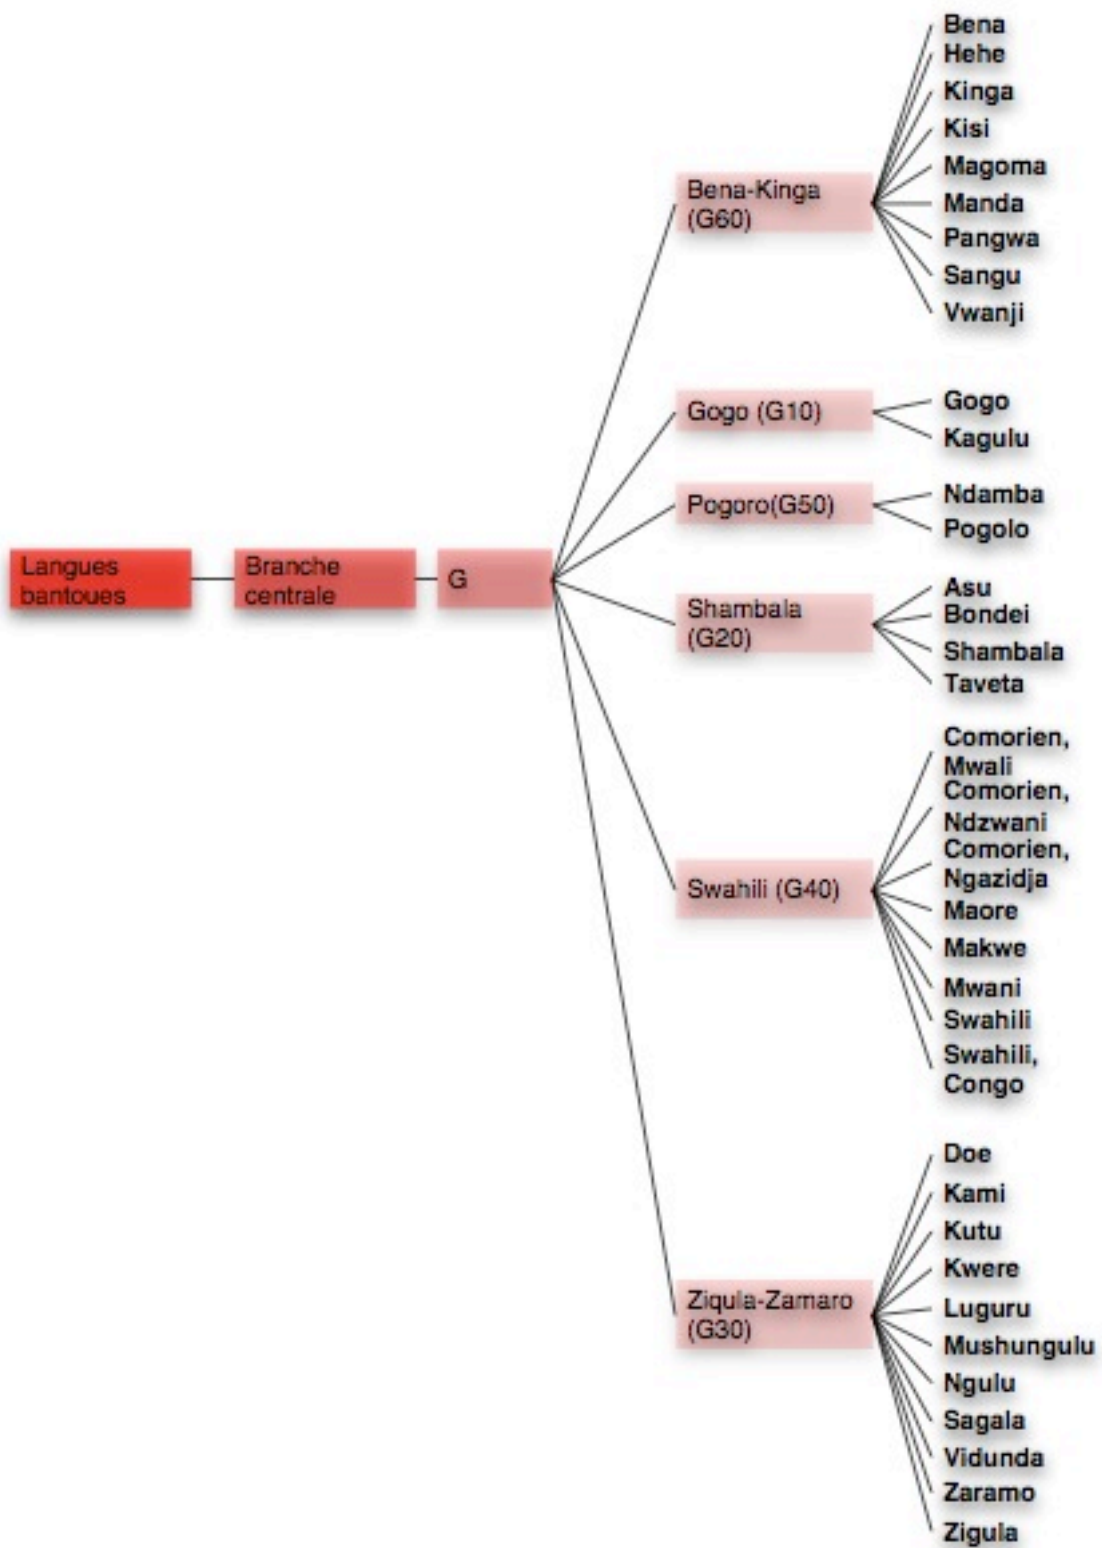 Langues
bantoues
Branche
centrale
G
Bena-Kinga
(G60)
Bena
Hehe
Kinga
Kisi
Magoma
Manda
Pangwa
Sangu
Vwanji
Gogo (G10)
Gogo
Kagulu
Pogoro(G50)
Ndamba
Pogolo
Shambala
(G20)
Asu
Bondei
Shambala
Taveta
Swahili (G40)
Comorien,
Mwali
Comorien,
Ndzwani
Comorien,
Ngazidja
Maore
Makwe
Mwani
Swahili
Swahili,
Congo
Ziqula-Zamaro
(G30)
Doe
Kami
Kutu
Kwere
Luguru
Mushungulu
Ngulu
Sagala
Vidunda
Zaramo
Zigula